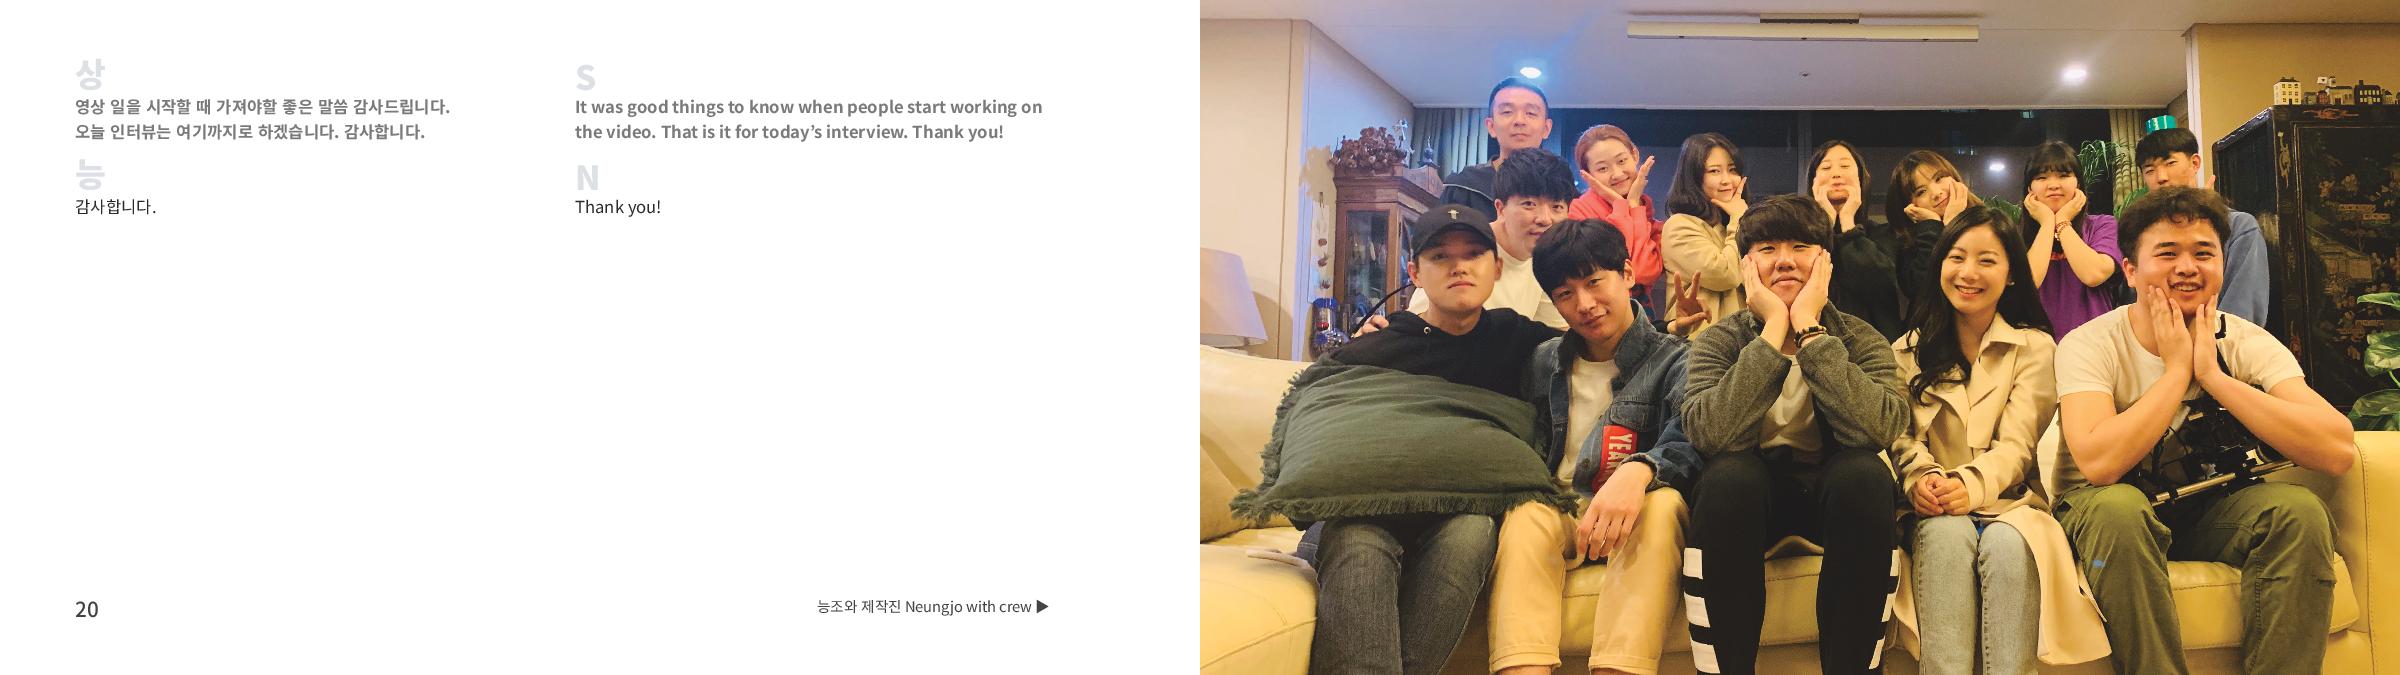 상
영상 일을 시작할 때 가져야할 좋은 말씀 감사드립니다.
오늘 인터뷰는 여기까지로 하겠습니다. 감사합니다.
능
감사합니다.
S
It was good things to know when people start working on
the video. That is it for today’s interview. Thank you!
N
Thank you!
20
능조와 제작진 Neungjo with crew ▶
YEAH